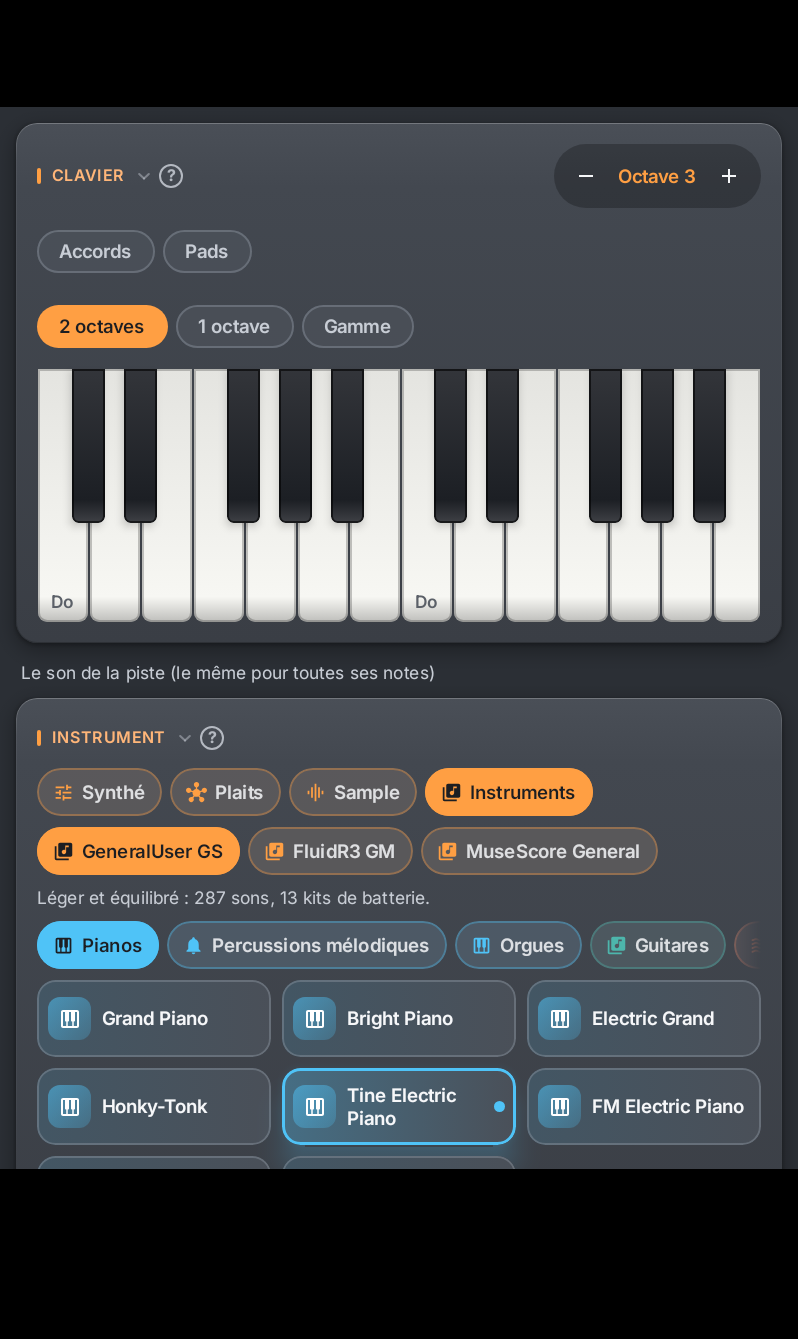 CLAVIER ?
− Octave 3 +
Accords Pads
2 octaves 1 octave Gamme
Do Do
Le son de la piste (le même pour toutes ses notes)
INSTRUMENT ?
Synthé Plaits Sample Instruments
GeneralUser GS FluidR3 GM MuseScore General
Léger et équilibré : 287 sons, 13 kits de batterie.
Pianos Percussions mélodiques Orgues Guitares
Grand Piano Bright Piano Electric Grand
Honky-Tonk Tine Electric Piano FM Electric Piano